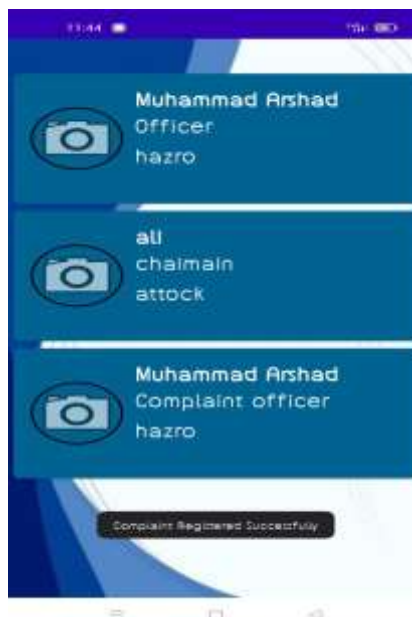 11:44
Muhammad Arshad
Officer
hazro
ali
chaimain
attock
Muhammad Arshad
Complaint officer
hazro
Complaint Registered Successfully